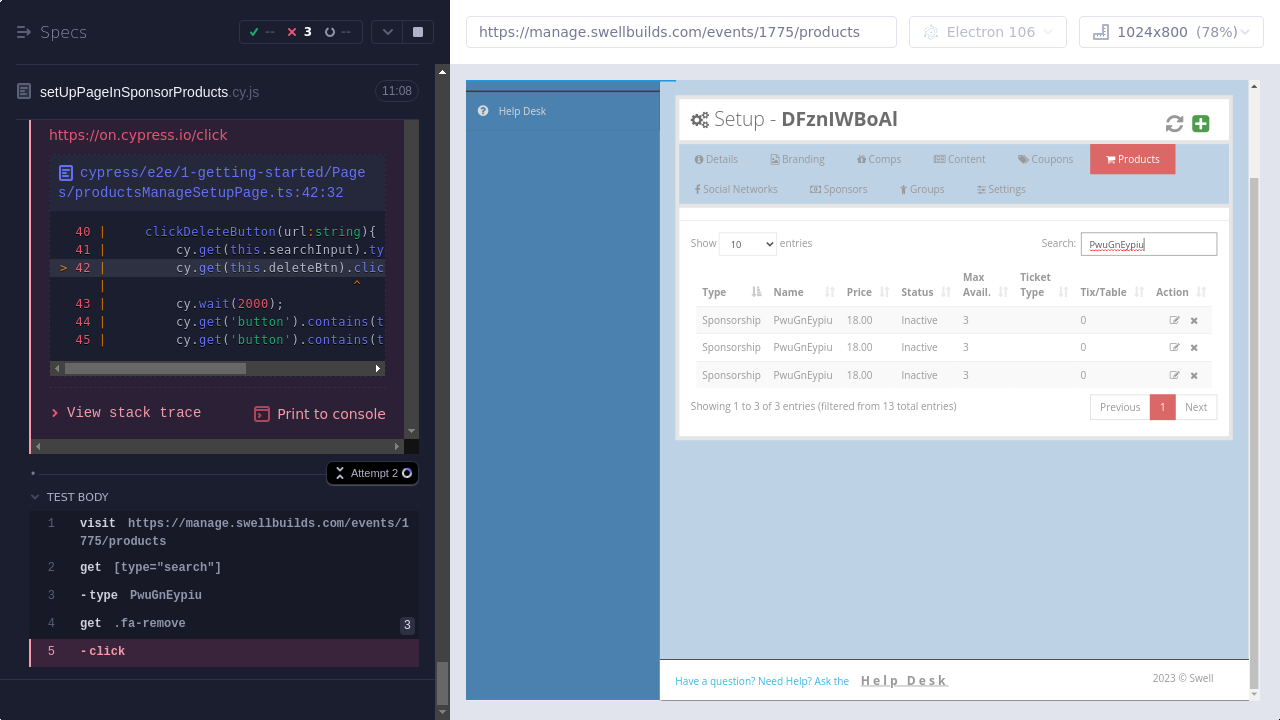 Specs
-- 3 --
https://manage.swellbuilds.com/events/1775/products
Electron 106
1024x800 (78%)
setUpPageInSponsorProducts.cy.js
11:08
https://on.cypress.io/click
cypress/e2e/1-getting-started/Page
s/productsManageSetupPage.ts:42:32
40 | clickDeleteButton(url:string){
41 | cy.get(this.searchInput).ty
> 42 | cy.get(this.deleteBtn).clic
| ^
43 | cy.wait(2000);
44 | cy.get('button').contains(t
45 | cy.get('button').contains(t
View stack trace
Print to console
Attempt 2
TEST BODY
1 visit https://manage.swellbuilds.com/events/1
775/products
2 get [type="search"]
3 -type PwuGnEypiu
4 get .fa-remove 3
5 -click
Help Desk
Setup - DFznIWBoAl
Details Branding Comps Content Coupons Products
Social Networks Sponsors Groups Settings
Show 10 entries
Search: PwuGnEypiu
Type Name Price Status Max Avail. Ticket Type Tix/Table Action
Sponsorship PwuGnEypiu 18.00 Inactive 3 0
Sponsorship PwuGnEypiu 18.00 Inactive 3 0
Sponsorship PwuGnEypiu 18.00 Inactive 3 0
Showing 1 to 3 of 3 entries (filtered from 13 total entries)
Previous 1 Next
Have a question? Need Help? Ask the Help Desk
2023 © Swell